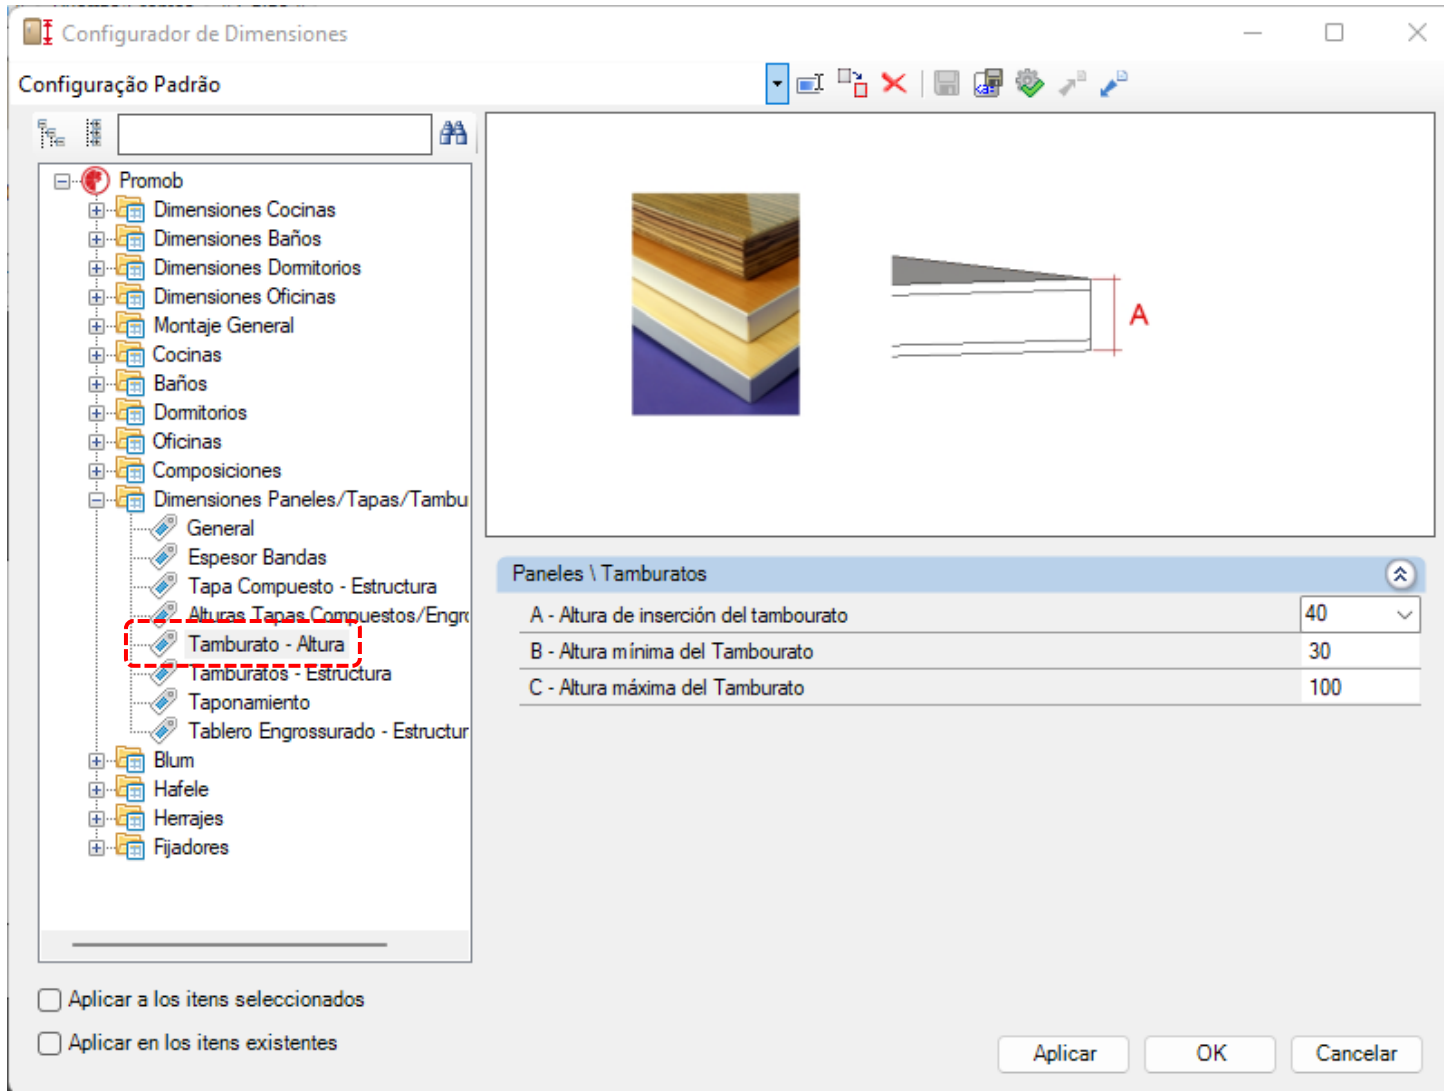 Configurador de Dimensiones
Configuração Padrão
Promob
Dimensiones Cocinas
Dimensiones Baños
Dimensiones Dormitorios
Dimensiones Oficinas
Montaje General
Cocinas
Baños
Dormitorios
Oficinas
Composiciones
Dimensiones Paneles/Tapas/Tambu
General
Espesor Bandas
Tapa Compuesto - Estructura
Alturas Tapas Compuestos/Engro
Tamburato - Altura
Tamburatos - Estructura
Taponamiento
Tablero Engrossurado - Estructur
Blum
Hafele
Herrajes
Fijadores
A
Paneles \ Tamburatos
A - Altura de inserción del tambourato 40
B - Altura mínima del Tambourato 30
C - Altura máxima del Tamburato 100
Aplicar a los itens seleccionados
Aplicar en los itens existentes
Aplicar OK Cancelar